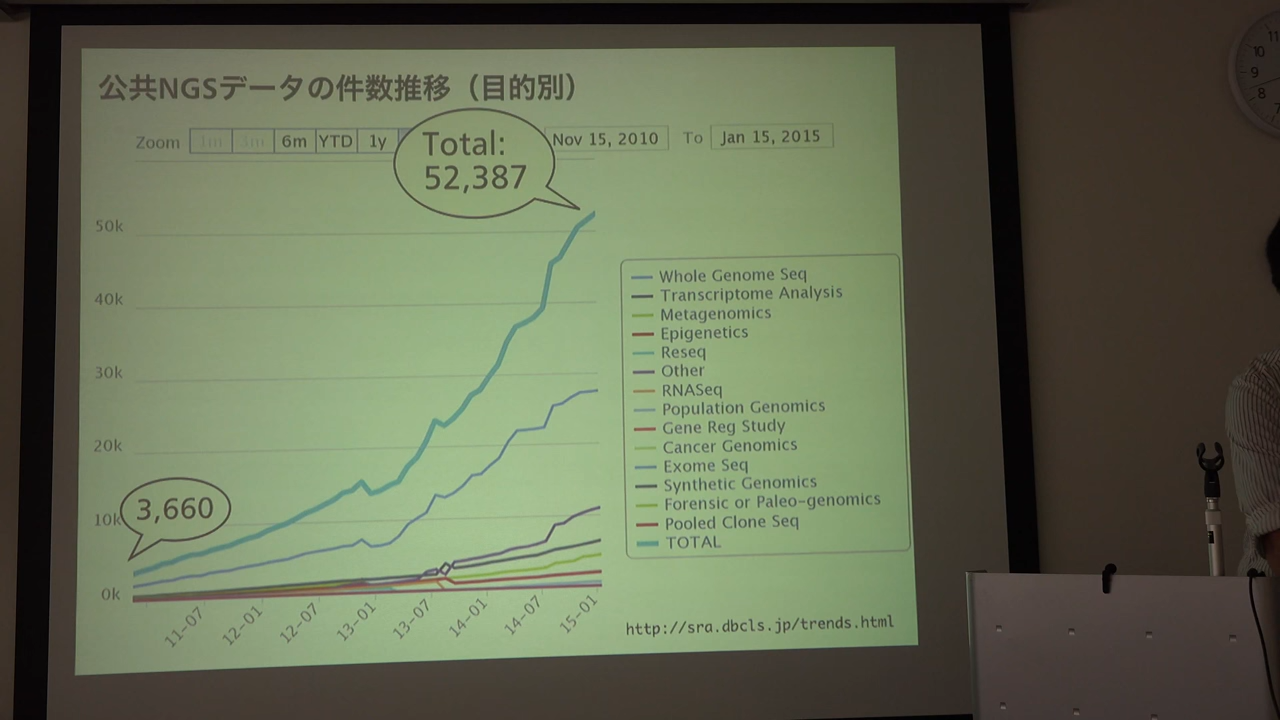 公共NGSデータの件数推移（目的別）
Zoom 1m 3m 6m YTD 1y Nov 15, 2010 To Jan 15, 2015
Total:
52,387
50k
40k
30k
20k
10k
0k
3,660
11-07 12-01 12-07 13-01 13-07 14-01 14-07 15-01
Whole Genome Seq
Transcriptome Analysis
Metagenomics
Epigenetics
Reseq
Other
RNASeq
Population Genomics
Gene Reg Study
Cancer Genomics
Exome Seq
Synthetic Genomics
Forensic or Paleo-genomics
Pooled Clone Seq
TOTAL
http://sra.dbcls.jp/trends.html
11
10
9
8